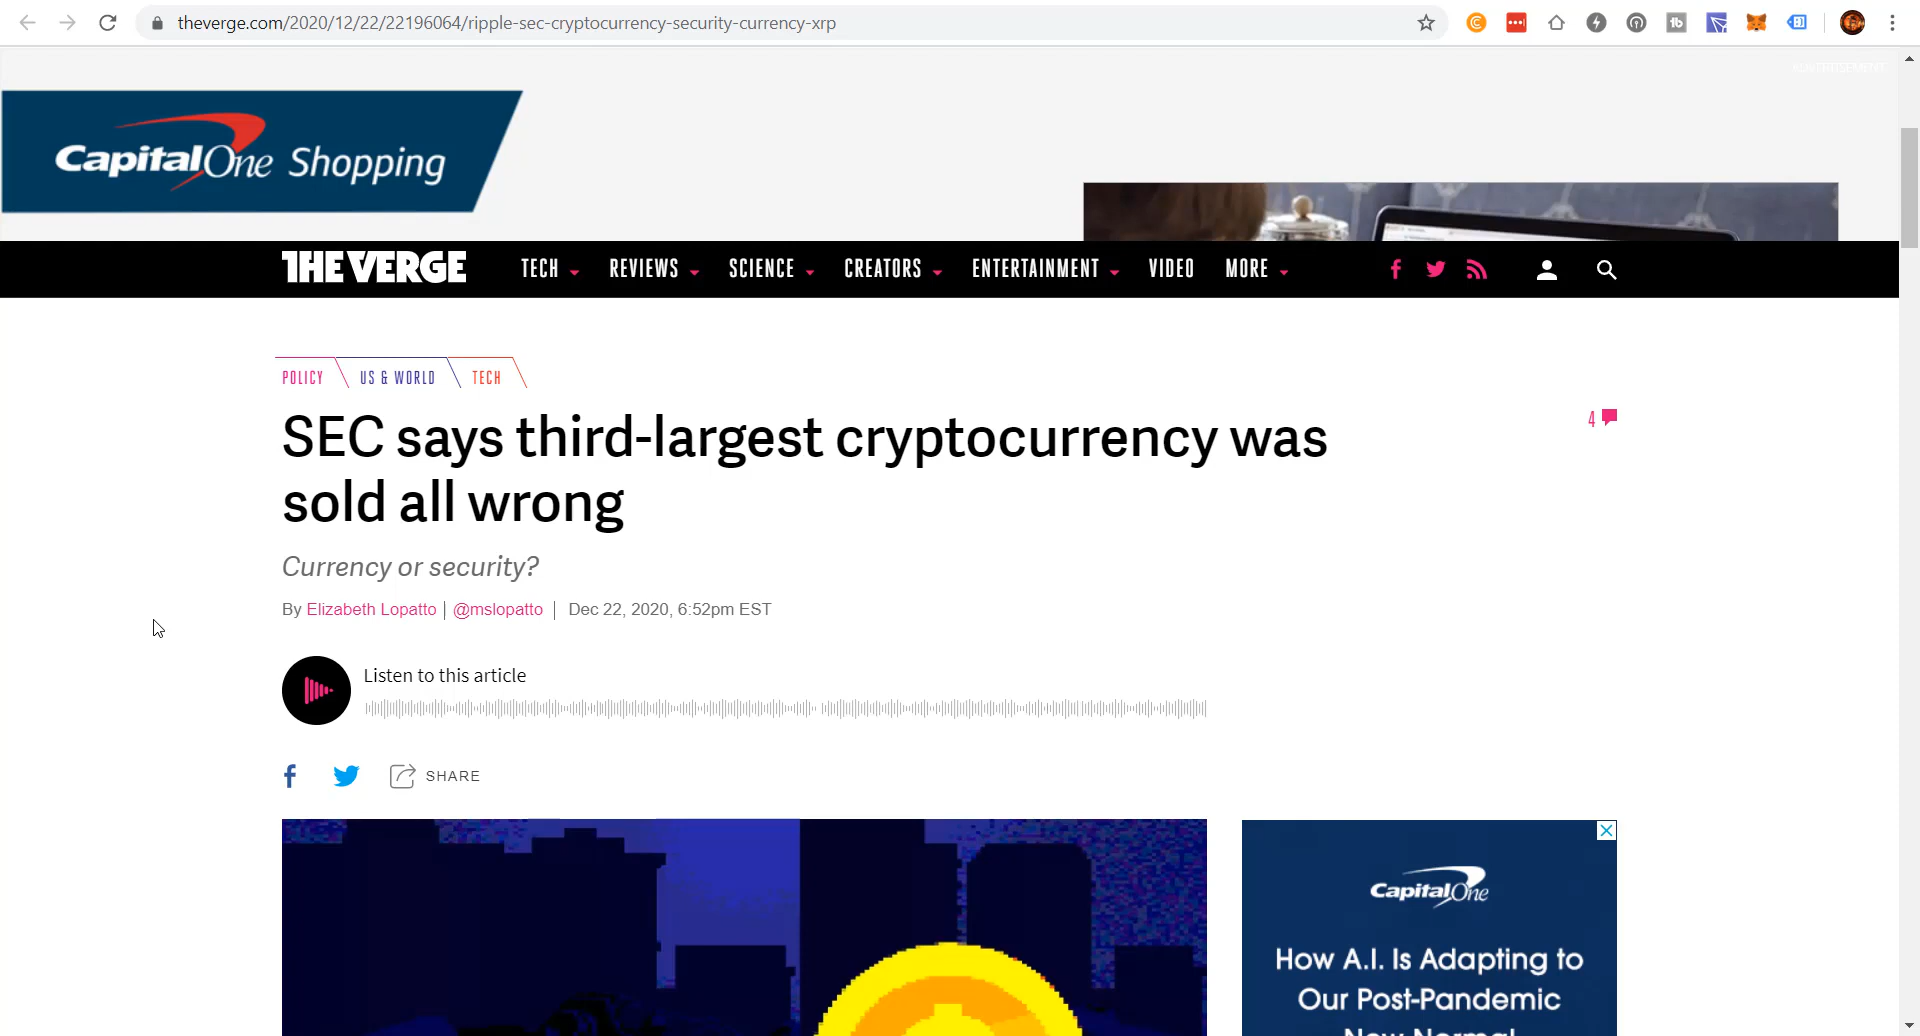 theverge.com/2020/12/22/22196064/ripple-sec-cryptocurrency-security-currency-xrp
ADVERTISEMENT
CapitalOne Shopping
THE VERGE TECH REVIEWS SCIENCE CREATORS ENTERTAINMENT VIDEO MORE
POLICY US & WORLD TECH
SEC says third-largest cryptocurrency was
sold all wrong
4
Currency or security?
By Elizabeth Lopatto | @mslopatto | Dec 22, 2020, 6:52pm EST
Listen to this article
SHARE
CapitalOne
How A.I. Is Adapting to
Our Post-Pandemic
New Normal